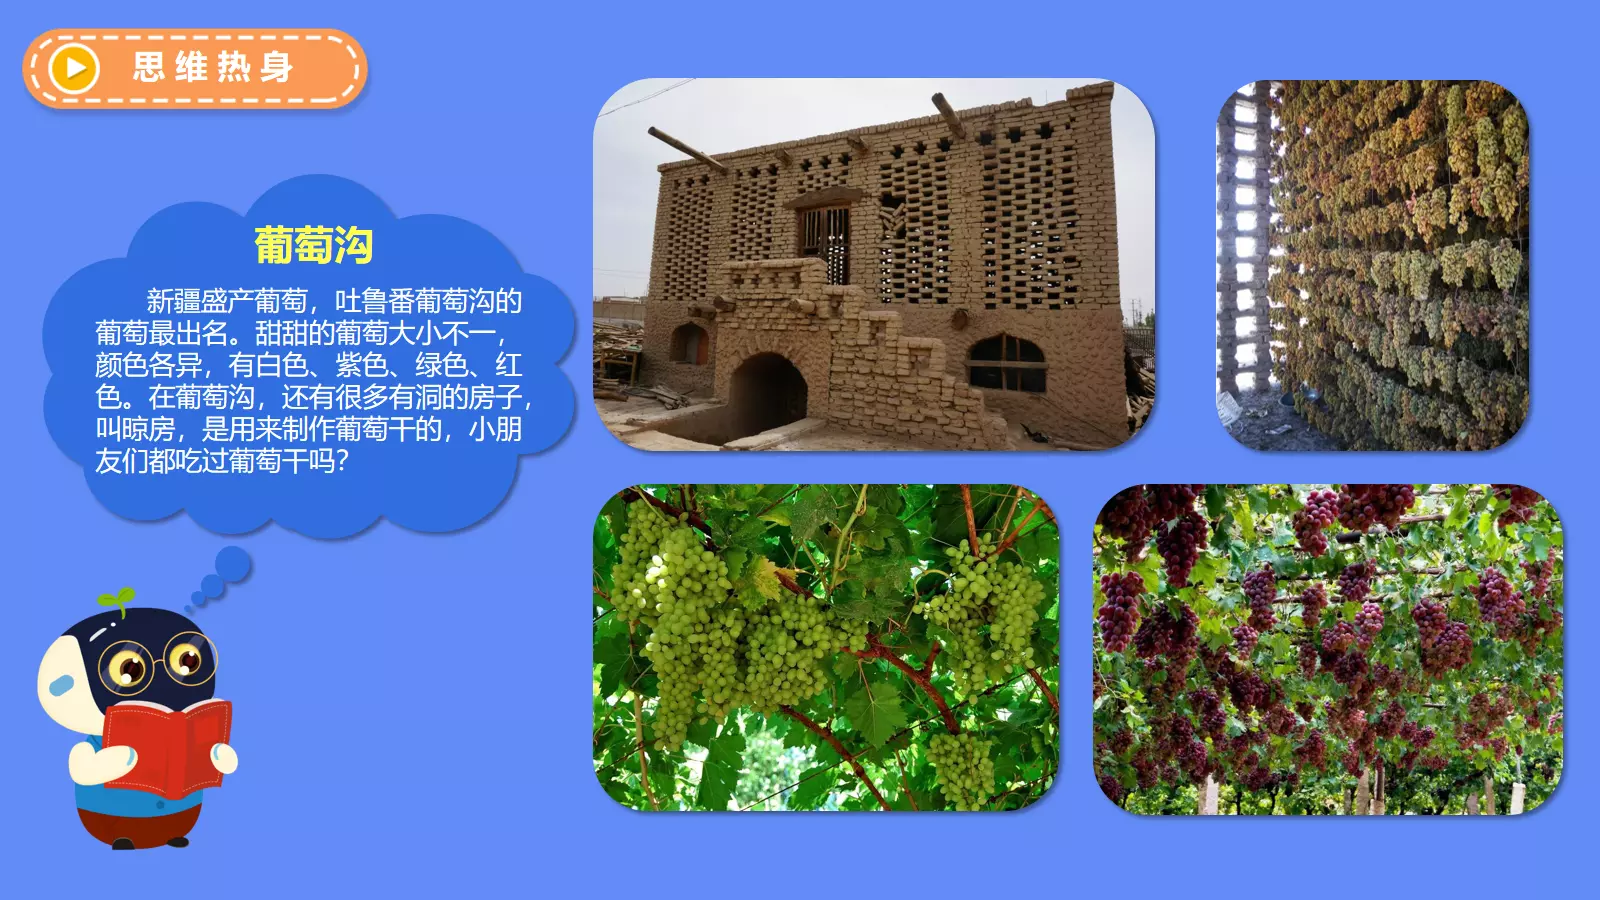 思维热身
葡萄沟
新疆盛产葡萄，吐鲁番葡萄沟的
葡萄最出名。甜甜的葡萄大小不一，
颜色各异，有白色、紫色、绿色、红
色。在葡萄沟，还有很多有洞的房子，
叫晾房，是用来制作葡萄干的，小朋
友们都吃过葡萄干吗？